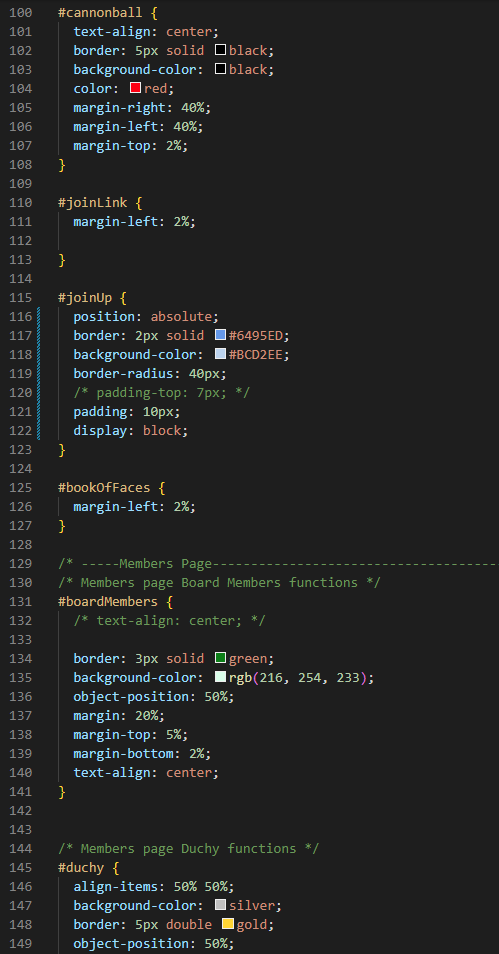 100 #cannonball {
101 text-align: center;
102 border: 5px solid black;
103 background-color: black;
104 color: red;
105 margin-right: 40%;
106 margin-left: 40%;
107 margin-top: 2%;
108 }
109
110 #joinLink {
111 margin-left: 2%;
112
113 }
114
115 #joinUp {
116 position: absolute;
117 border: 2px solid #6495ED;
118 background-color: #BCD2EE;
119 border-radius: 40px;
120 /* padding-top: 7px; */
121 padding: 10px;
122 display: block;
123 }
124
125 #bookOfFaces {
126 margin-left: 2%;
127 }
128
129 /* -----Members Page-------------------------------------
130 /* Members page Board Members functions */
131 #boardMembers {
132 /* text-align: center; */
133
134 border: 3px solid green;
135 background-color: rgb(216, 254, 233);
136 object-position: 50%;
137 margin: 20%;
138 margin-top: 5%;
139 margin-bottom: 2%;
140 text-align: center;
141 }
142
143
144 /* Members page Duchy functions */
145 #duchy {
146 align-items: 50% 50%;
147 background-color: silver;
148 border: 5px double gold;
149 object-position: 50%;